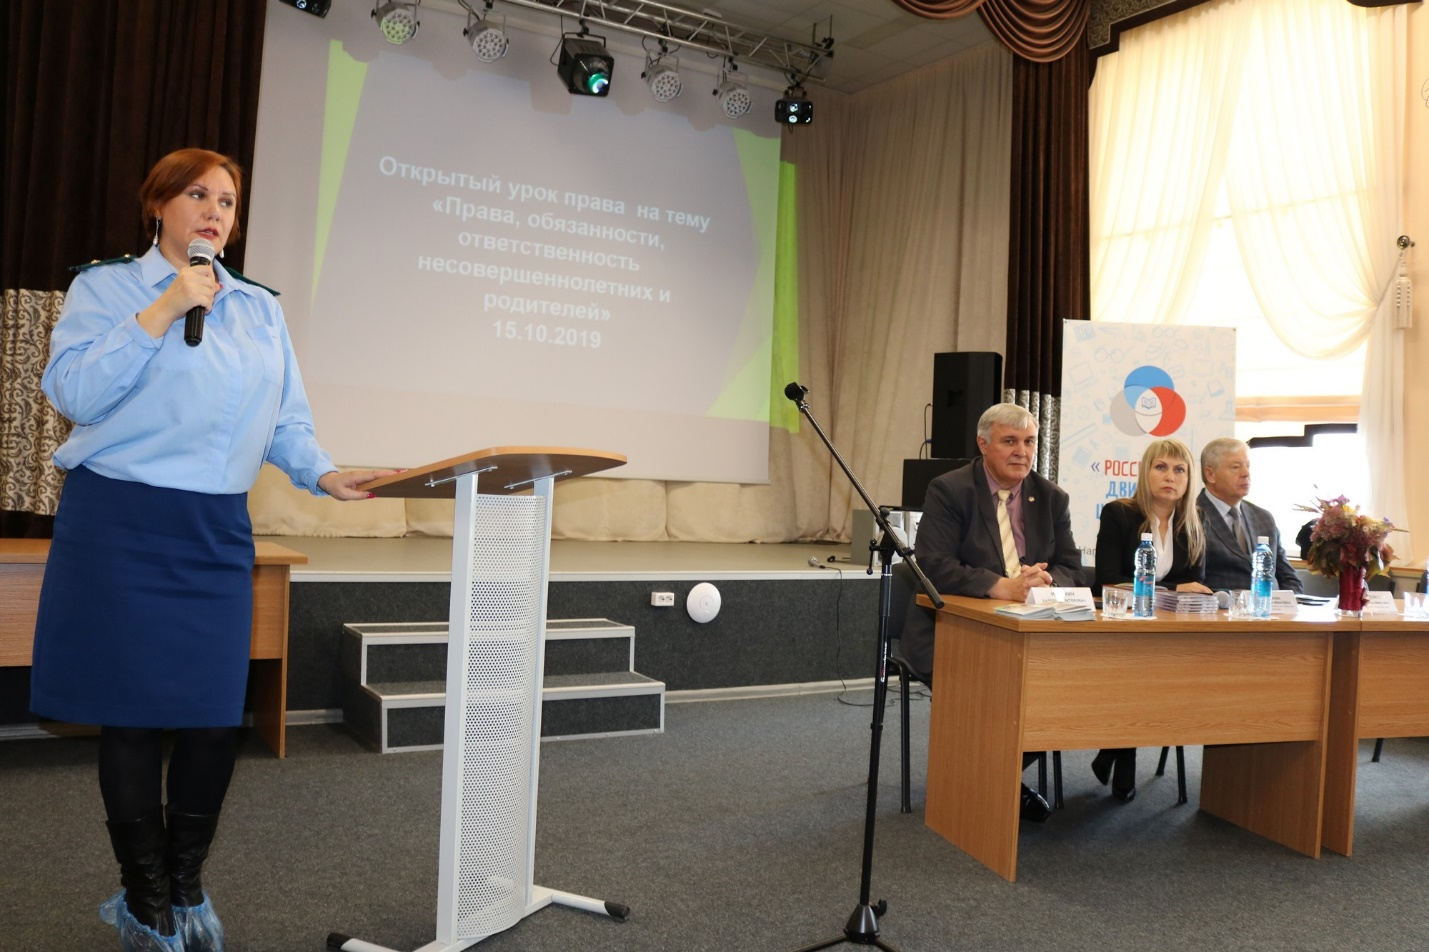 Открытый урок права на тему
«Права, обязанности,
ответственность
несовершеннолетних и
родителей»
15.10.2019
«РОСС
ДВИ